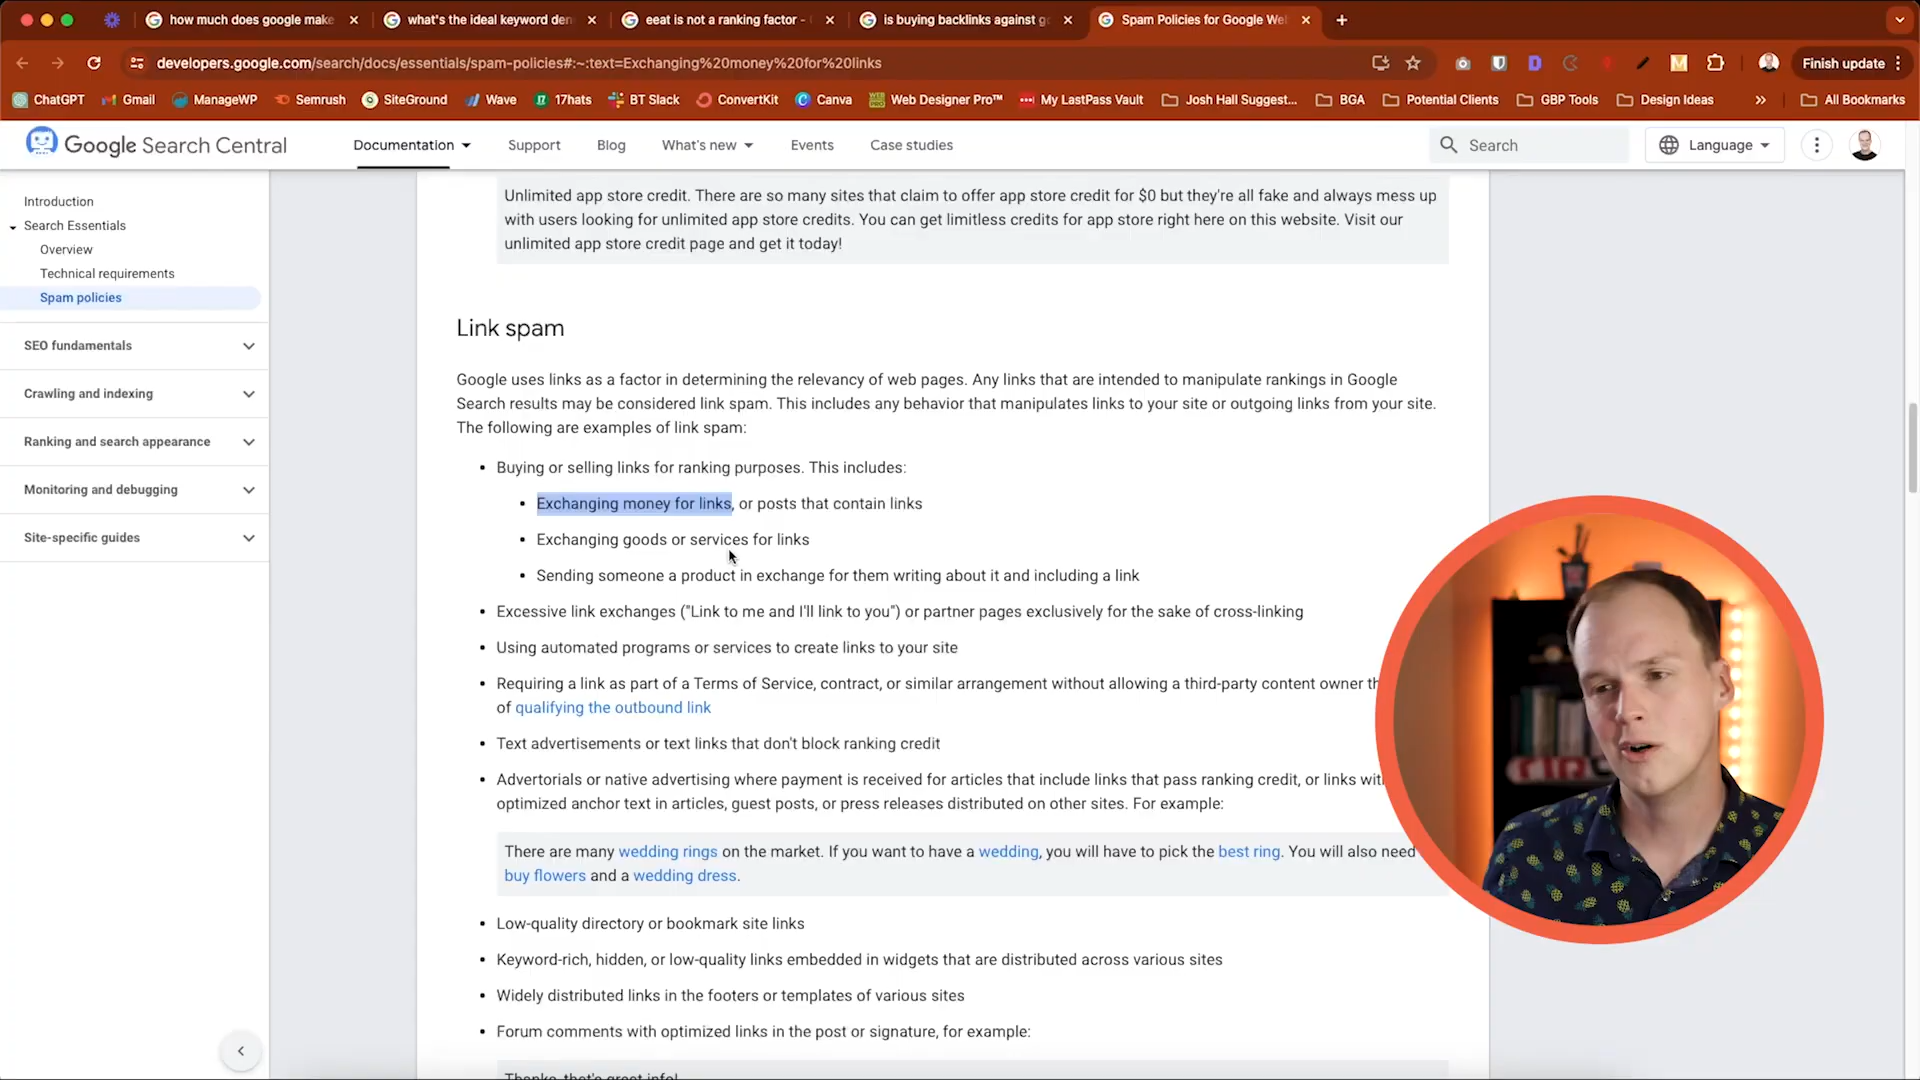 how much does google make
what's the ideal keyword den
eeat is not a ranking factor -
is buying backlinks against go
Spam Policies for Google We
developers.google.com/search/docs/essentials/spam-policies#:~:text=Exchanging%20money%20for%20links
Finish update
ChatGPT
Gmail
ManageWP
Semrush
SiteGround
Wave
17hats
BT Slack
ConvertKit
Canva
Web Designer Pro™
My LastPass Vault
Josh Hall Suggest...
BGA
Potential Clients
GBP Tools
Design Ideas
»
All Bookmarks
Google Search Central
Documentation
Support
Blog
What's new
Events
Case studies
Search
Language
Introduction
Search Essentials
Overview
Technical requirements
Spam policies
SEO fundamentals
Crawling and indexing
Ranking and search appearance
Monitoring and debugging
Site-specific guides
Unlimited app store credit. There are so many sites that claim to offer app store credit for $0 but they're all fake and always mess up
with users looking for unlimited app store credits. You can get limitless credits for app store right here on this website. Visit our
unlimited app store credit page and get it today!
Link spam
Google uses links as a factor in determining the relevancy of web pages. Any links that are intended to manipulate rankings in Google
Search results may be considered link spam. This includes any behavior that manipulates links to your site or outgoing links from your site.
The following are examples of link spam:
• Buying or selling links for ranking purposes. This includes:
• Exchanging money for links, or posts that contain links
• Exchanging goods or services for links
• Sending someone a product in exchange for them writing about it and including a link
• Excessive link exchanges ("Link to me and I'll link to you") or partner pages exclusively for the sake of cross-linking
• Using automated programs or services to create links to your site
• Requiring a link as part of a Terms of Service, contract, or similar arrangement without allowing a third-party content owner th
of qualifying the outbound link
• Text advertisements or text links that don't block ranking credit
• Advertorials or native advertising where payment is received for articles that include links that pass ranking credit, or links wit
optimized anchor text in articles, guest posts, or press releases distributed on other sites. For example:
There are many wedding rings on the market. If you want to have a wedding, you will have to pick the best ring. You will also need
buy flowers and a wedding dress.
• Low-quality directory or bookmark site links
• Keyword-rich, hidden, or low-quality links embedded in widgets that are distributed across various sites
• Widely distributed links in the footers or templates of various sites
• Forum comments with optimized links in the post or signature, for example:
Thanks, that's great info!